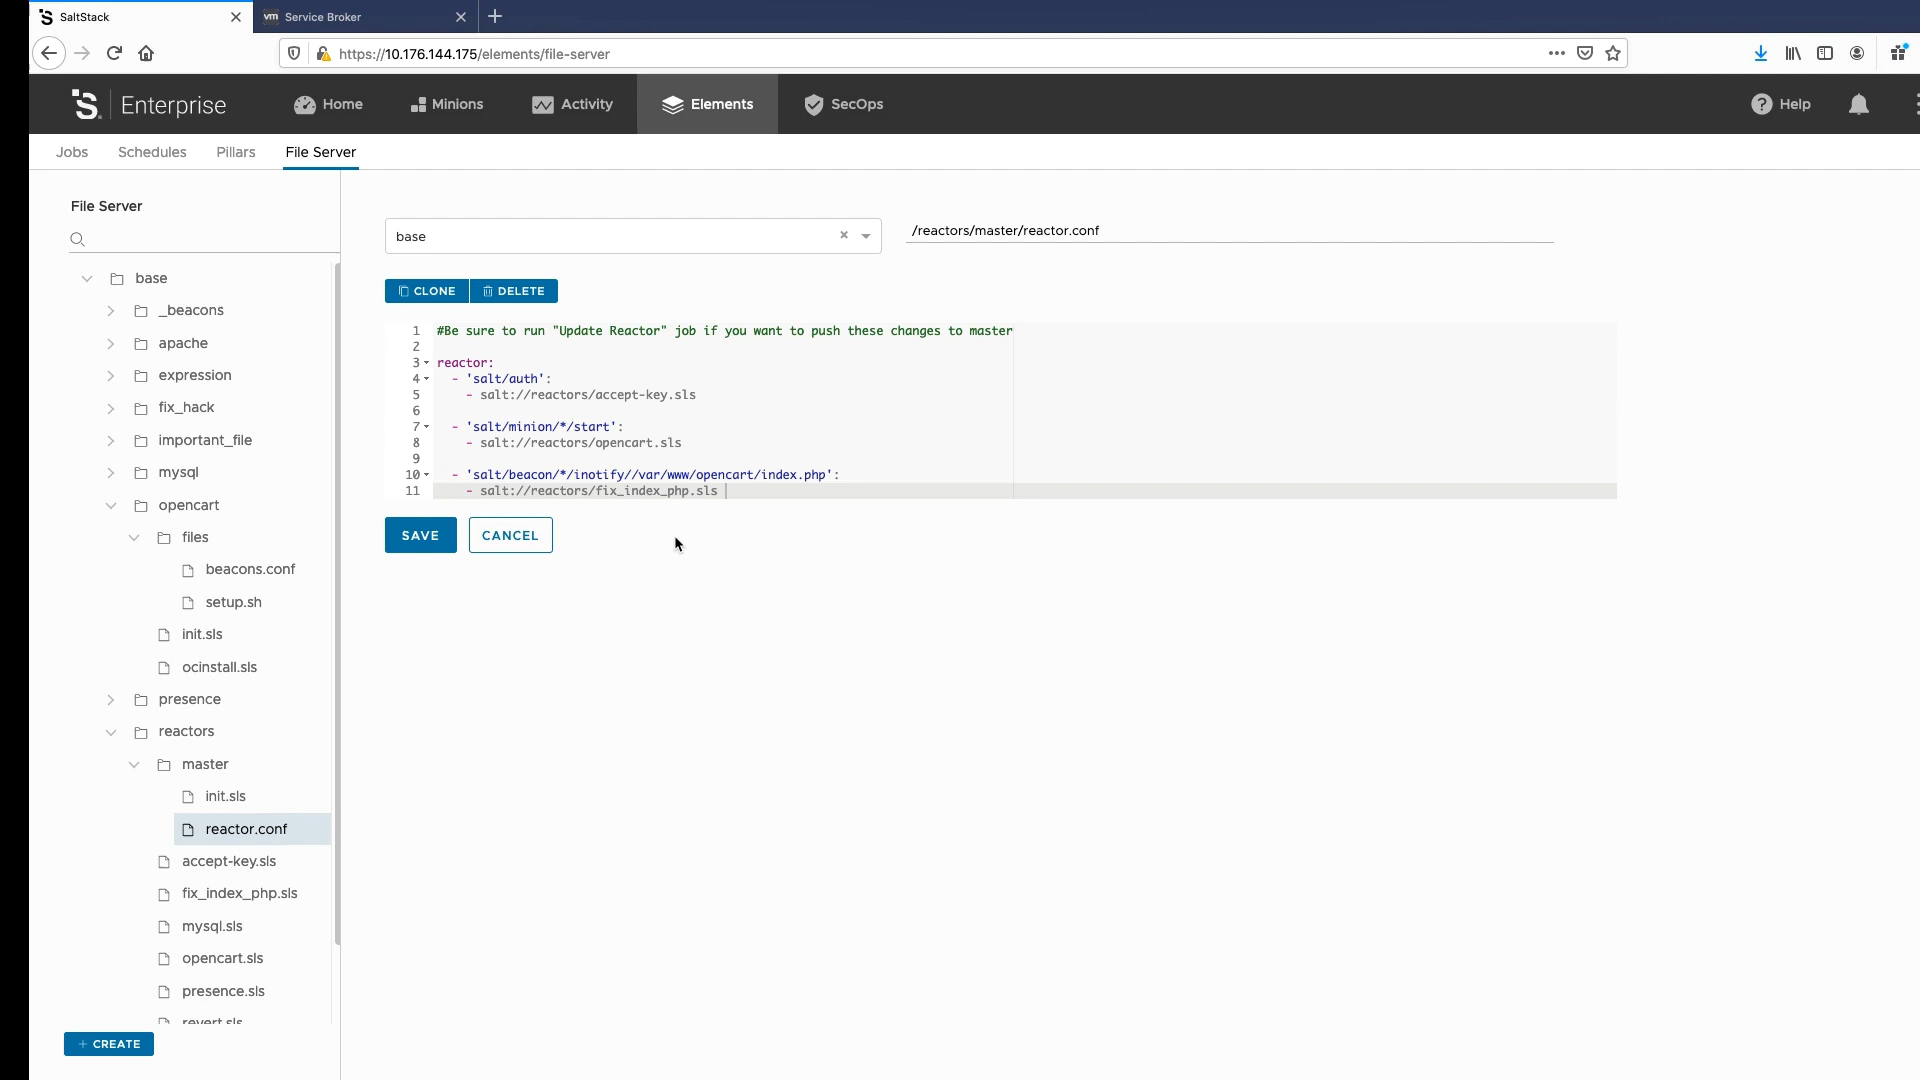 SaltStack
Service Broker
https://10.176.144.175/elements/file-server
Enterprise
Home
Minions
Activity
Elements
SecOps
Help
Jobs
Schedules
Pillars
File Server
File Server
base
/reactors/master/reactor.conf
base
_beacons
apache
expression
fix_hack
important_file
mysql
opencart
files
beacons.conf
setup.sh
init.sls
ocinstall.sls
presence
reactors
master
init.sls
reactor.conf
accept-key.sls
fix_index_php.sls
mysql.sls
opencart.sls
presence.sls
revert.sls
+ CREATE
CLONE
DELETE
1 #Be sure to run "Update Reactor" job if you want to push these changes to master
2
3 reactor:
4 - 'salt/auth':
5 - salt://reactors/accept-key.sls
6
7 - 'salt/minion/*/start':
8 - salt://reactors/opencart.sls
9
10 - 'salt/beacon/*/inotify//var/www/opencart/index.php':
11 - salt://reactors/fix_index_php.sls
SAVE
CANCEL